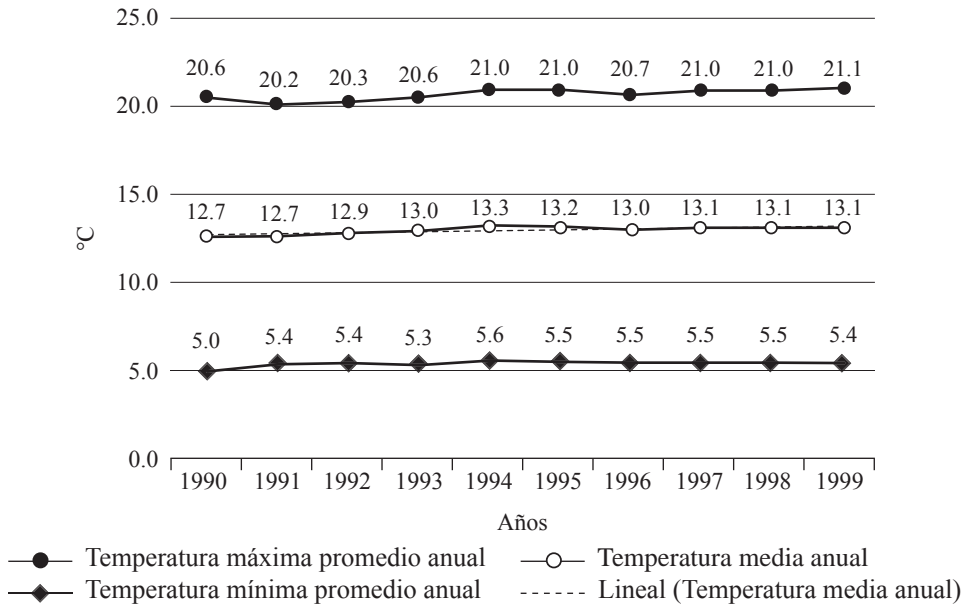 25.0
20.6 20.2 20.3 20.6 21.0 21.0 20.7 21.0 21.0 21.1
20.0
15.0
12.7 12.7 12.9 13.0 13.3 13.2 13.0 13.1 13.1 13.1
°C
10.0
5.0 5.4 5.4 5.3 5.6 5.5 5.5 5.5 5.5 5.4
5.0
0.0
1990 1991 1992 1993 1994 1995 1996 1997 1998 1999
Años
Temperatura máxima promedio anual Temperatura media anual
Temperatura mínima promedio anual Lineal (Temperatura media anual)